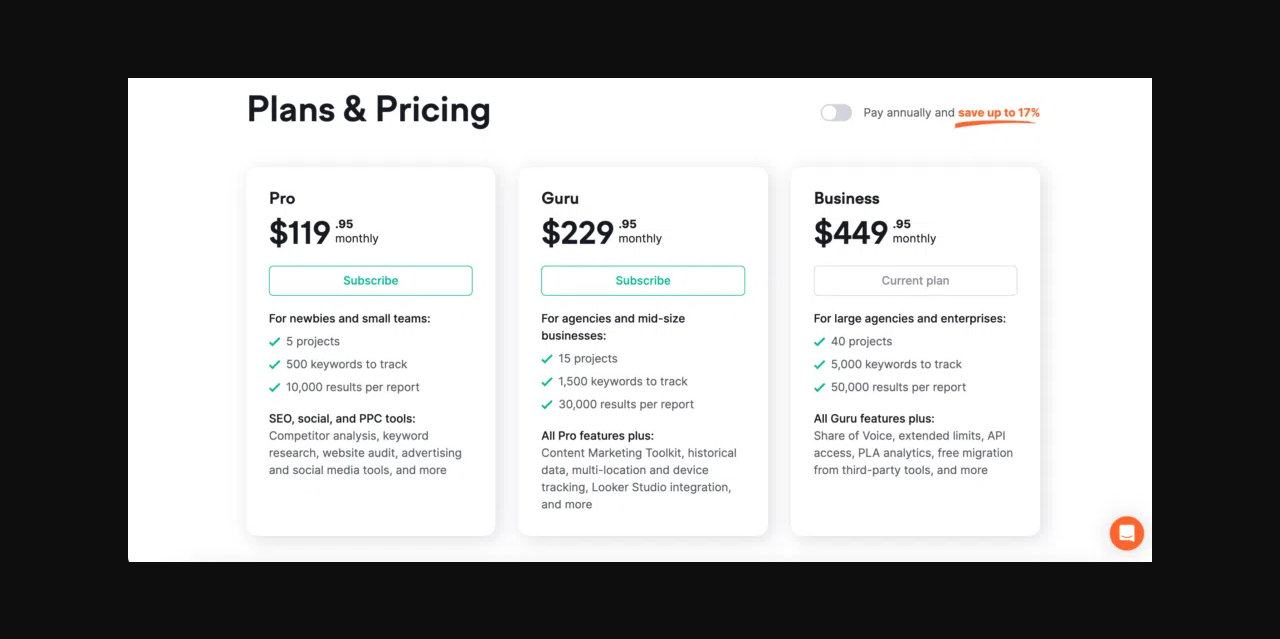 Plans & Pricing
Pay annually and save up to 17%
Pro
$119 .95 monthly
Subscribe
For newbies and small teams:
5 projects
500 keywords to track
10,000 results per report
SEO, social, and PPC tools:
Competitor analysis, keyword
research, website audit, advertising
and social media tools, and more
Guru
$229 .95 monthly
Subscribe
For agencies and mid-size
businesses:
15 projects
1,500 keywords to track
30,000 results per report
All Pro features plus:
Content Marketing Toolkit, historical
data, multi-location and device
tracking, Looker Studio integration,
and more
Business
$449 .95 monthly
Current plan
For large agencies and enterprises:
40 projects
5,000 keywords to track
50,000 results per report
All Guru features plus:
Share of Voice, extended limits, API
access, PLA analytics, free migration
from third-party tools, and more